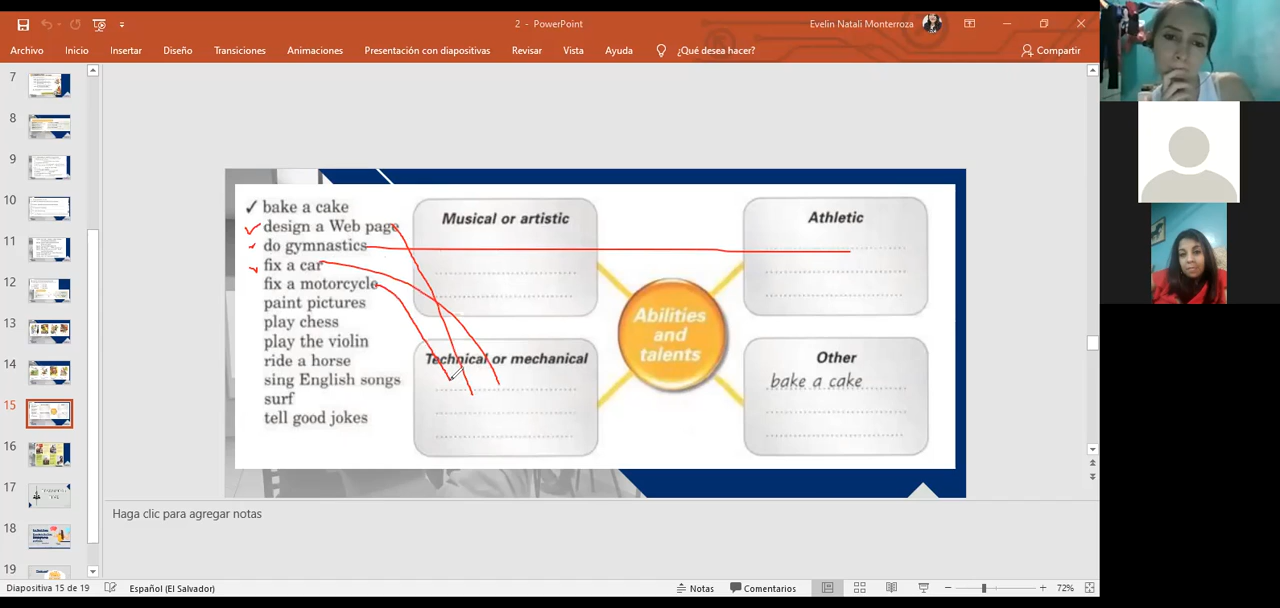 2 - PowerPoint
Evelin Natali Monterroza
Archivo
Inicio
Insertar
Diseño
Transiciones
Animaciones
Presentación con diapositivas
Revisar
Vista
Ayuda
¿Qué desea hacer?
Compartir
7
8
9
10
11
12
13
14
15
16
17
18
19
bake a cake
design a Web page
do gymnastics
fix a car
fix a motorcycle
paint pictures
play chess
play the violin
ride a horse
sing English songs
surf
tell good jokes
Musical or artistic
Athletic
Abilities
and
talents
Technical or mechanical
Other
bake a cake
Haga clic para agregar notas
Diapositiva 15 de 19
Español (El Salvador)
Notas
Comentarios
72%